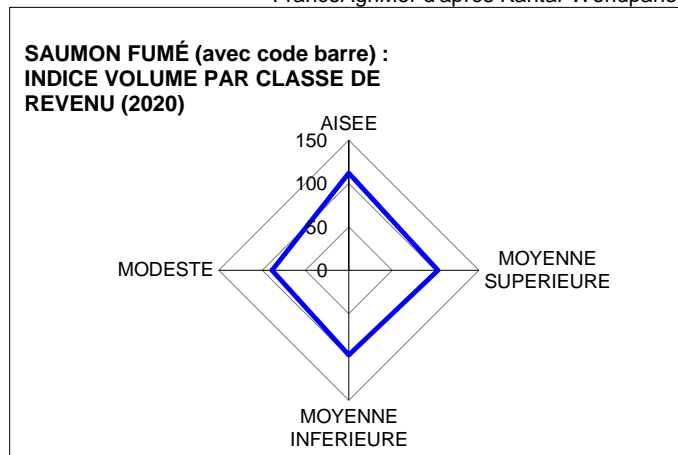 FranceAgriMer d'après Kantar Worldpanel
SAUMON FUMÉ (avec code barre) :
INDICE VOLUME PAR CLASSE DE
REVENU (2020)
AISEE
150
100
50
0
MODESTE
MOYENNE
SUPERIEURE
MOYENNE
INFERIEURE